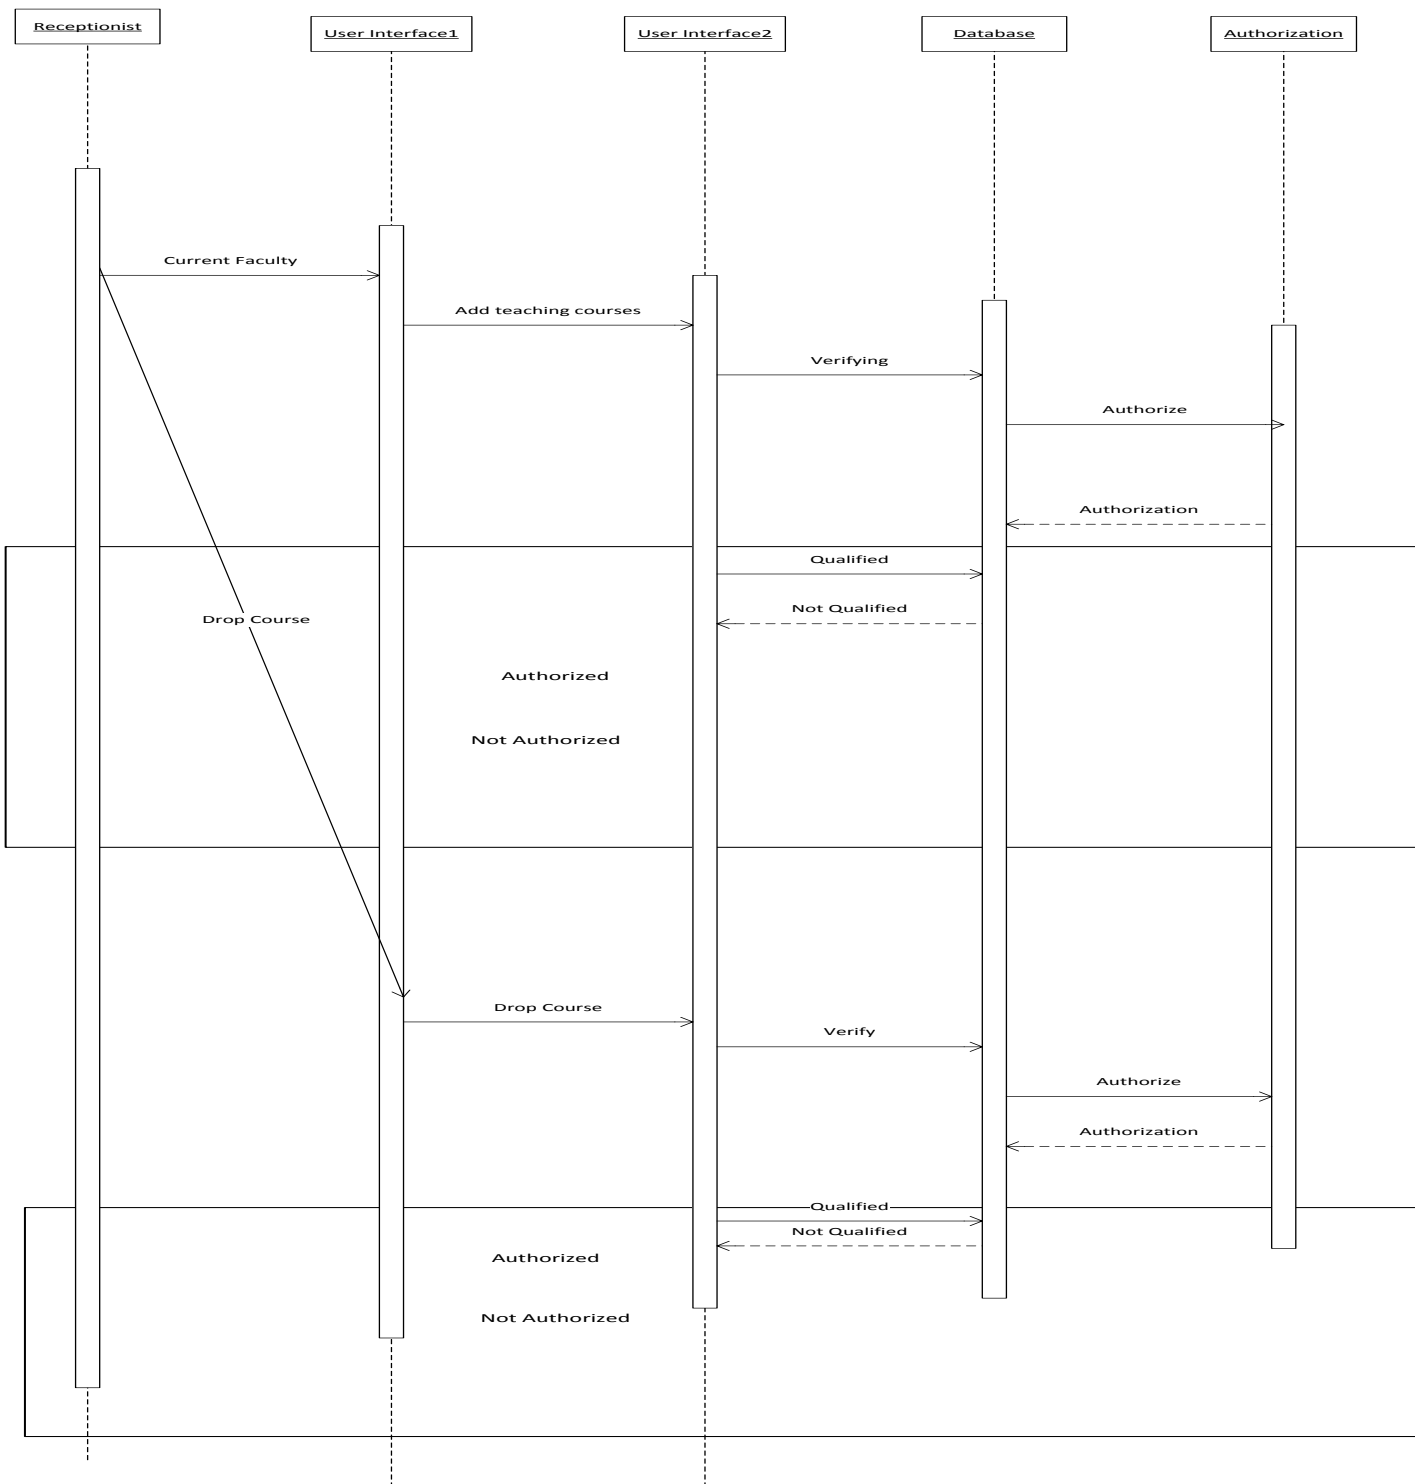 Receptionist
User Interface1
User Interface2
Database
Authorization
Current Faculty
Add teaching courses
Verifying
Authorize
Authorization
Qualified
Not Qualified
Drop Course
Authorized
Not Authorized
Drop Course
Verify
Authorize
Authorization
Qualified
Not Qualified
Authorized
Not Authorized